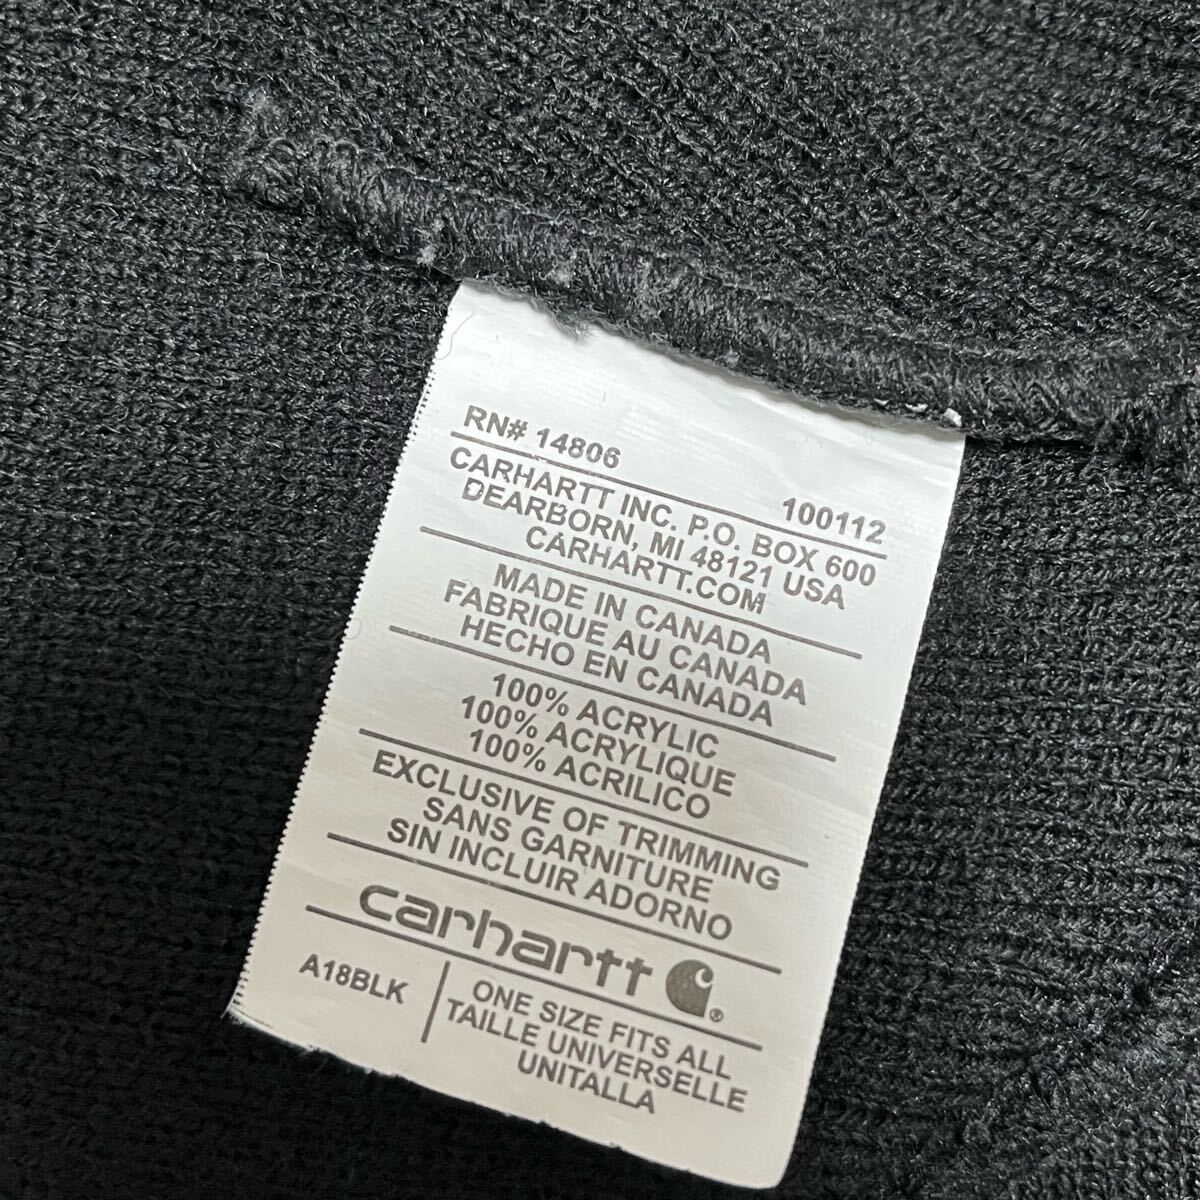 RN# 14806 100112
CARHARTT INC. P.O. BOX 600
DEARBORN, MI 48121 USA
CARHARTT.COM
MADE IN CANADA
FABRIQUE AU CANADA
HECHO EN CANADA
100% ACRYLIC
100% ACRYLIQUE
100% ACRILICO
EXCLUSIVE OF TRIMMING
SANS GARNITURE
SIN INCLUIR ADORNO
carhartt ®
A18BLK
ONE SIZE FITS ALL
TAILLE UNIVERSELLE
UNITALLA